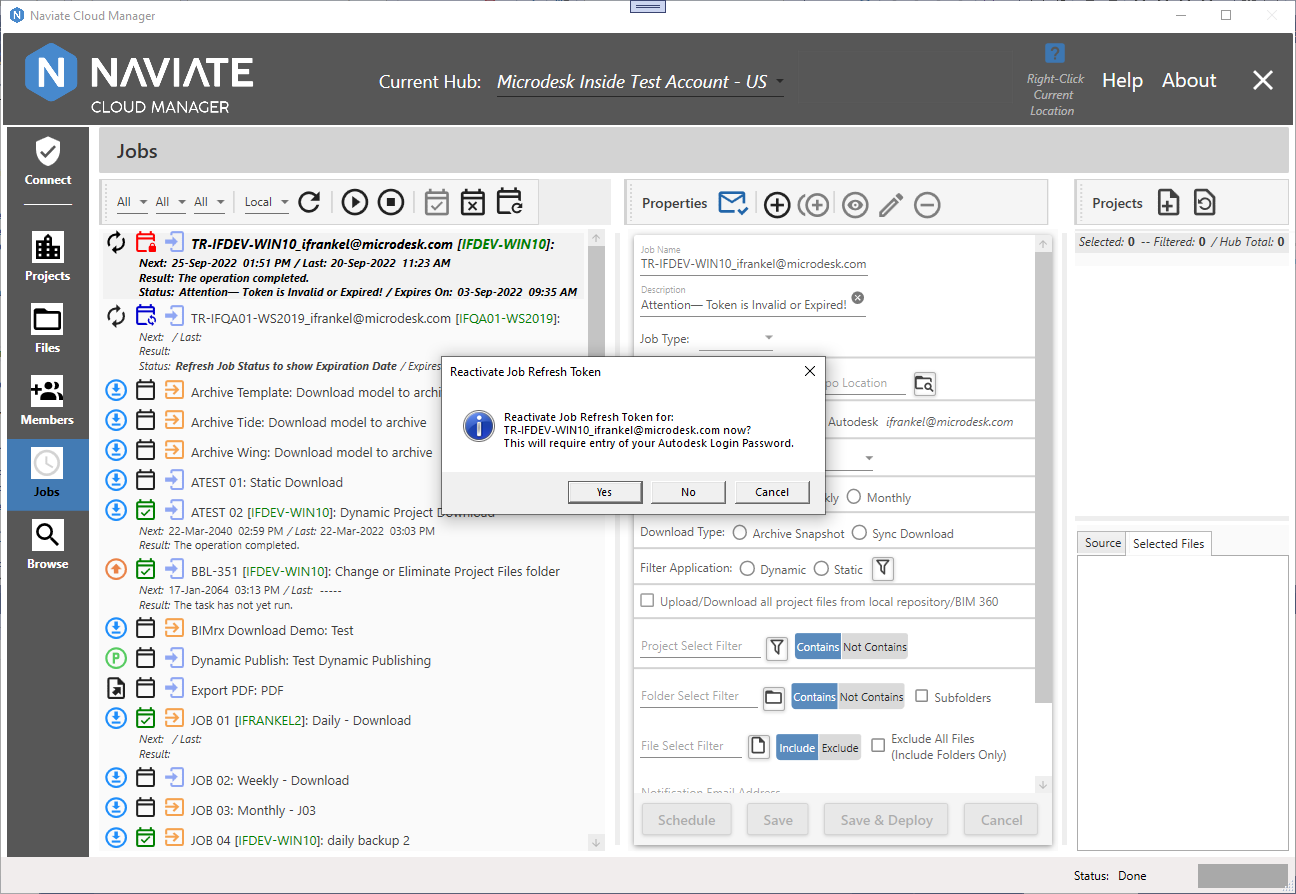 Naviate Cloud Manager
N NAVIATE
CLOUD MANAGER
Current Hub: Microdesk Inside Test Account - US
?
Right-Click
Current
Location
Help About
Jobs
Connect
Projects
Files
Members
Jobs
Browse
All All All Local
TR-IFDEV-WIN10_ifrankel@microdesk.com [IFDEV-WIN10]:
Next: 25-Sep-2022 01:51 PM / Last: 20-Sep-2022 11:23 AM
Result: The operation completed.
Status: Attention— Token is Invalid or Expired! / Expires On: 03-Sep-2022 09:35 AM
TR-IFQA01-WS2019_ifrankel@microdesk.com [IFQA01-WS2019]:
Next: / Last:
Result:
Status: Refresh Job Status to show Expiration Date / Expires
Archive Template: Download model to archi
Archive Tide: Download model to archive
Archive Wing: Download model to archive
ATEST 01: Static Download
ATEST 02 [IFDEV-WIN10]: Dynamic Project Download
Next: 22-Mar-2040 02:59 PM / Last: 22-Mar-2022 03:03 PM
Result: The operation completed.
BBL-351 [IFDEV-WIN10]: Change or Eliminate Project Files folder
Next: 17-Jan-2064 03:13 PM / Last: -----
Result: The task has not yet run.
BIMrx Download Demo: Test
P Dynamic Publish: Test Dynamic Publishing
Export PDF: PDF
JOB 01 [IFRANKEL2]: Daily - Download
Next: / Last:
Result:
JOB 02: Weekly - Download
JOB 03: Monthly - J03
JOB 04 [IFDEV-WIN10]: daily backup 2
Reactivate Job Refresh Token
Reactivate Job Refresh Token for:
TR-IFDEV-WIN10_ifrankel@microdesk.com now?
This will require entry of your Autodesk Login Password.
Yes No Cancel
Properties
Job Name
TR-IFDEV-WIN10_ifrankel@microdesk.com
Description
Attention— Token is Invalid or Expired!
Job Type:
po Location
Autodesk ifrankel@microdesk.com
kly Monthly
Download Type: Archive Snapshot Sync Download
Filter Application: Dynamic Static
Upload/Download all project files from local repository/BIM 360
Project Select Filter Contains Not Contains
Folder Select Filter Contains Not Contains Subfolders
File Select Filter Include Exclude Exclude All Files
(Include Folders Only)
Notification Email Address
Schedule Save Save & Deploy Cancel
Projects
Selected: 0 -- Filtered: 0 / Hub Total: 0
Source Selected Files
Status: Done